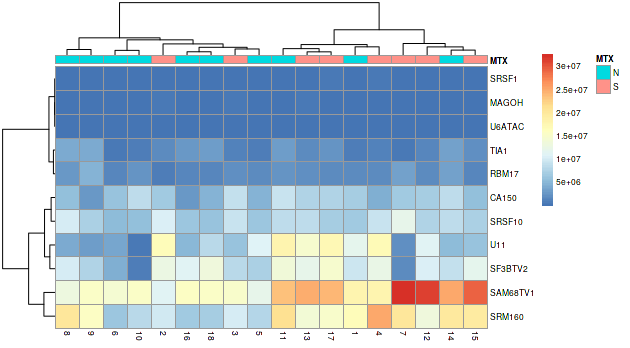 MTX
MTX
SRSF1
MAGOH
U6ATAC
TIA1
RBM17
CA150
SRSF10
U11
SF3BTV2
SAM68TV1
SRM160
3e+07
2.5e+07
2e+07
1.5e+07
1e+07
5e+06
N
S
8 9 6 10 2 16 18 3 5 11 13 17 1 4 7 12 14 15